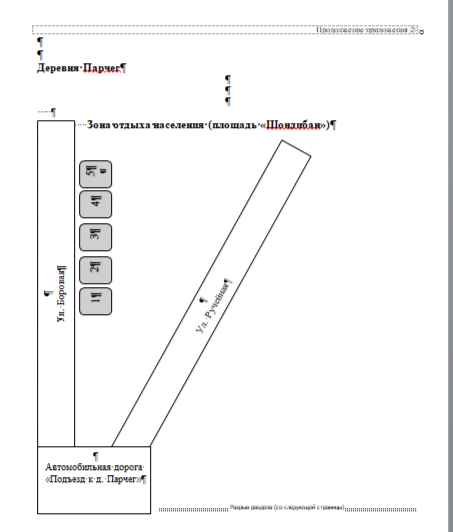 Продолжение приложения 2
Деревня Парчег
Зона отдыха населения (площадь «Шондiбан»)
5
4
3
2
1
Ул. Боровая
Ул. Ручейная
Автомобильная дорога
«Подъезд к д. Парчег»
Разрыв раздела (со следующей страницы)